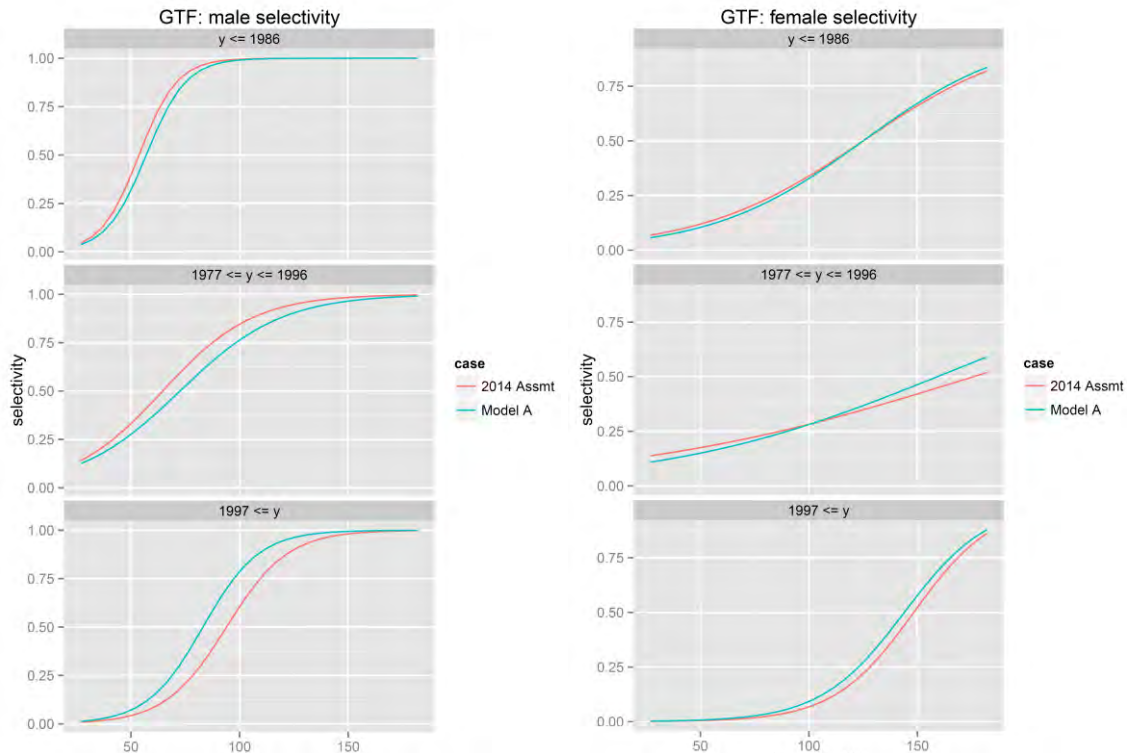 GTF: male selectivity
y <= 1986
1.00
0.75
0.50
0.25
0.00
1977 <= y <= 1996
1.00
0.75
0.50
0.25
0.00
1997 <= y
1.00
0.75
0.50
0.25
0.00
50
100
150
selectivity
case
2014 Assmt
Model A
GTF: female selectivity
y <= 1986
0.75
0.50
0.25
0.00
1977 <= y <= 1996
0.75
0.50
0.25
0.00
1997 <= y
0.75
0.50
0.25
0.00
50
100
150
selectivity
case
2014 Assmt
Model A